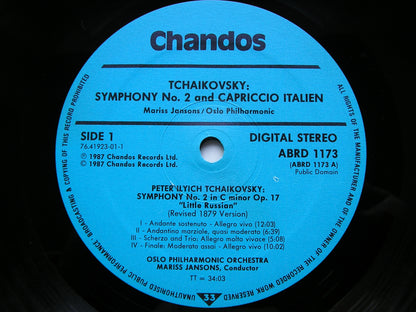 Chandos
TCHAIKOVSKY:
SYMPHONY No. 2 and CAPRICCIO ITALIEN
Mariss Jansons/Oslo Philharmonic
SIDE 1
76.41923-01-1
Ⓟ 1987 Chandos Records Ltd.
© 1987 Chandos Records Ltd.
DIGITAL STEREO
ABRD 1173
(ABRD 1173 A)
Public Domain
PETER ILYICH TCHAIKOVSKY:
SYMPHONY No. 2 in C minor Op. 17
"Little Russian"
(Revised 1879 Version)
I - Andante sostenuto - Allegro vivo (12.03)
II - Andantino marziale, quasi moderato (6:39)
III - Scherzo and Trio; Allegro molto vivace (5:08)
IV - Finale: Moderato assai - Allegro vivo (10.02)
OSLO PHILHARMONIC ORCHESTRA
MARISS JANSONS, Conductor
TT = 34:03
33
ALL RIGHTS OF THE MANUFACTURER AND OF THE OWNER OF THE RECORDED WORK RESERVED
UNAUTHORISED PUBLIC PERFORMANCE BROADCASTING AND COPYING OF THIS RECORD PROHIBITED